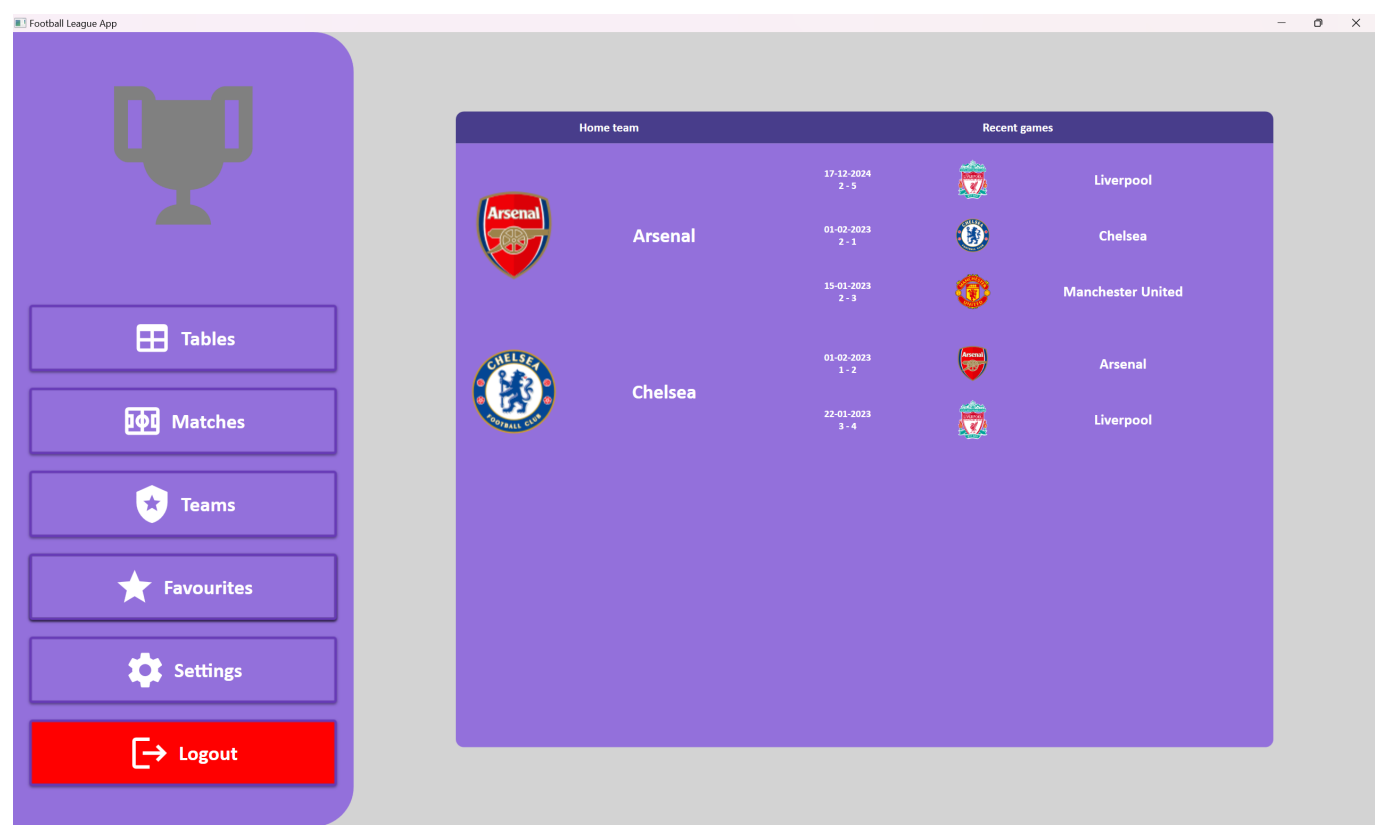 Football League App
Tables
Matches
Teams
Favourites
Settings
Logout
Home team
Recent games
Arsenal
Arsenal
17-12-2024
2 - 5
Liverpool
01-02-2023
2 - 1
Chelsea
15-01-2023
2 - 3
Manchester United
CHELSEA
FOOTBALL CLUB
Chelsea
01-02-2023
1 - 2
Arsenal
Arsenal
22-01-2023
3 - 4
Liverpool